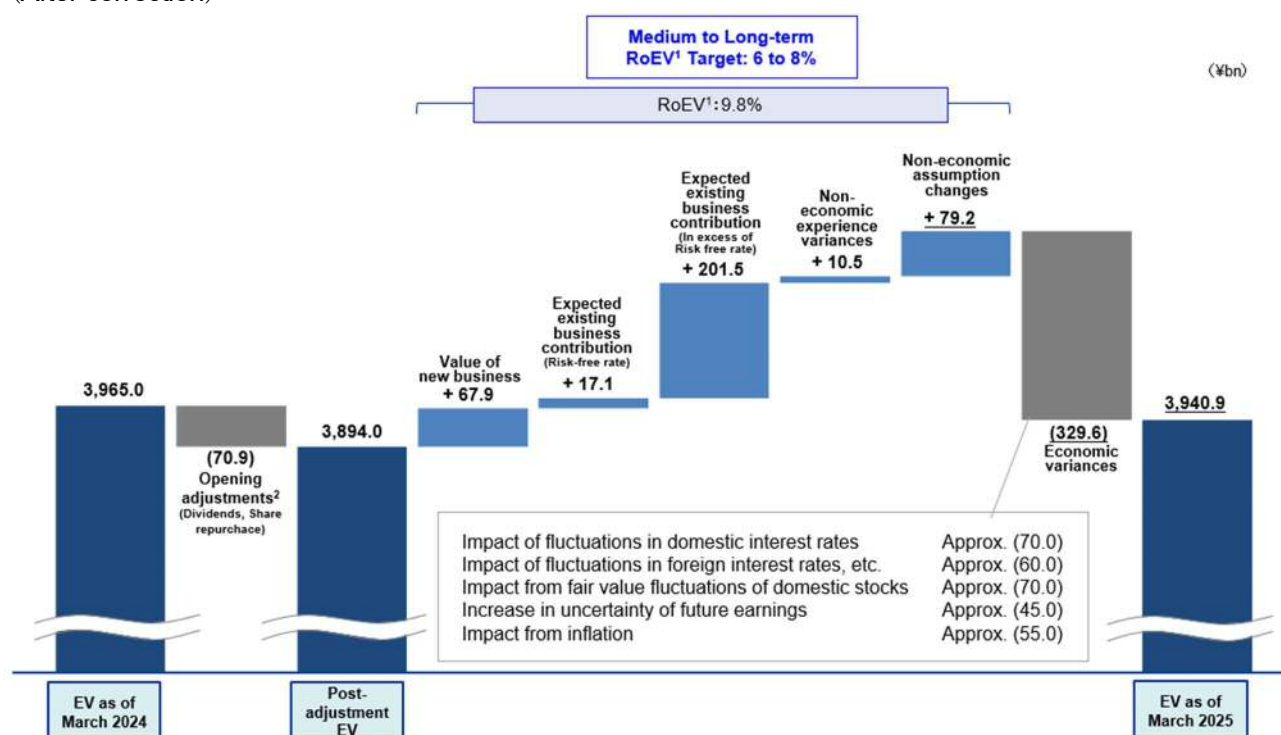 (After correction)
Medium to Long-term
RoEV¹ Target: 6 to 8%
(¥bn)
RoEV¹:9.8%
3,965.0
(70.9)
Opening
adjustments²
(Dividends, Share
repurchace)
3,894.0
Value of
new business
+ 67.9
Expected
existing
business
contribution
(Risk-free rate)
+ 17.1
Expected
existing
business
contribution
(In excess of
Risk free rate)
+ 201.5
Non-
economic
experience
variances
+ 10.5
Non-economic
assumption
changes
+ 79.2
(329.6)
Economic
variances
3,940.9
Impact of fluctuations in domestic interest rates Approx. (70.0)
Impact of fluctuations in foreign interest rates, etc. Approx. (60.0)
Impact from fair value fluctuations of domestic stocks Approx. (70.0)
Increase in uncertainty of future earnings Approx. (45.0)
Impact from inflation Approx. (55.0)
EV as of
March 2024
Post-
adjustment
EV
EV as of
March 2025